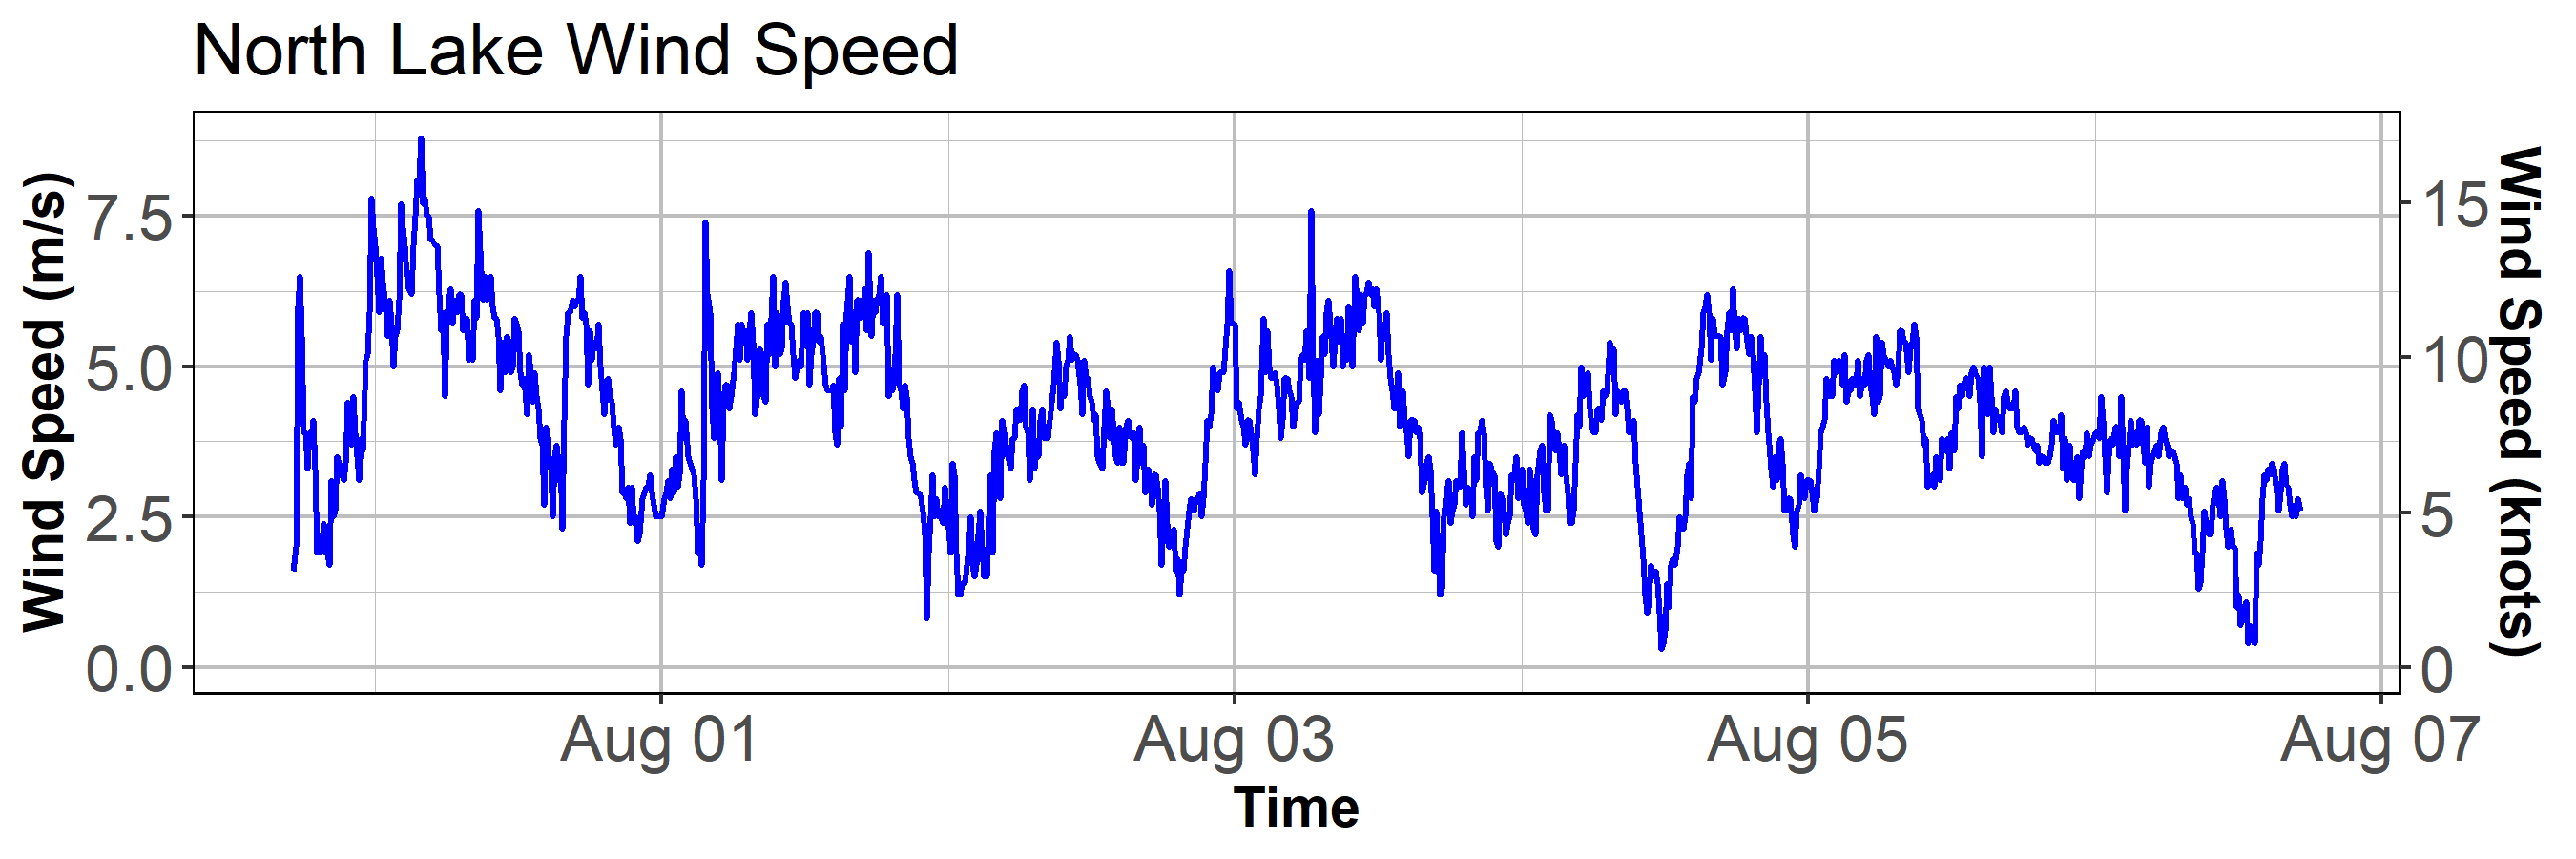 North Lake Wind Speed
Wind Speed (m/s)
7.5
5.0
2.5
0.0
15
10
5
0
Wind Speed (knots)
Aug 01 Aug 03 Aug 05 Aug 07
Time